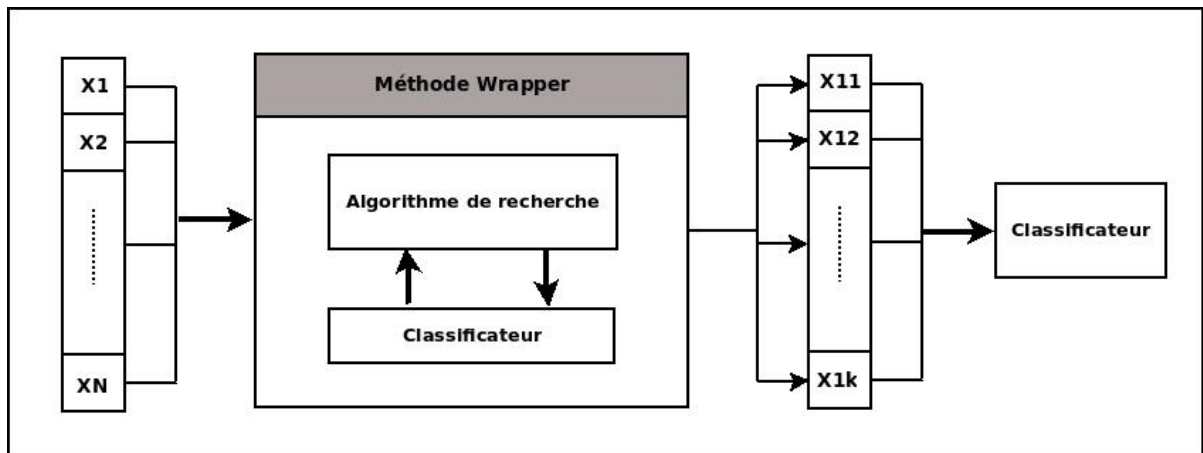 X1
X2
XN
Méthode Wrapper
Algorithme de recherche
Classificateur
X11
X12
X1k
Classificateur